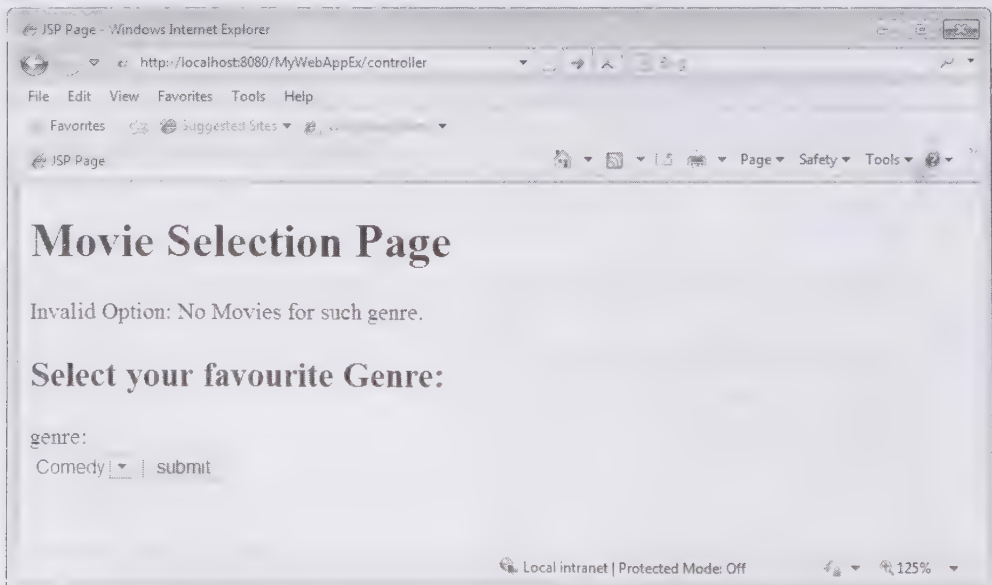 JSP Page - Windows Internet Explorer
http://localhost:8080/MyWebAppEx/controller
File Edit View Favorites Tools Help
Favorites Suggested Sites
JSP Page Page Safety Tools
Movie Selection Page
Invalid Option: No Movies for such genre.
Select your favourite Genre:
genre:
Comedy submit
Local intranet | Protected Mode: Off 125%